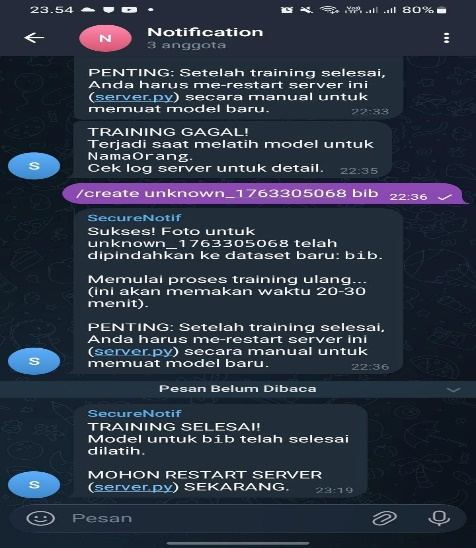 23.54
80%
N
Notification
3 anggota
PENTING: Setelah training selesai,
Anda harus me-restart server ini
(server.py) secara manual untuk
memuat model baru. 22:33
TRAINING GAGAL!
Terjadi saat melatih model untuk
NamaOrang.
Cek log server untuk detail. 22:35
S
/create unknown_1763305068 bib 22:36
SecureNotif
Sukses! Foto untuk
unknown_1763305068 telah
dipindahkan ke dataset baru: bib.
Memulai proses training ulang...
(ini akan memakan waktu 20-30
menit).
PENTING: Setelah training selesai,
Anda harus me-restart server ini
(server.py) secara manual untuk
memuat model baru. 22:36
S
Pesan Belum Dibaca
SecureNotif
TRAINING SELESAI!
Model untuk bib telah selesai
dilatih.
MOHON RESTART SERVER
(server.py) SEKARANG. 23:19
S
Pesan